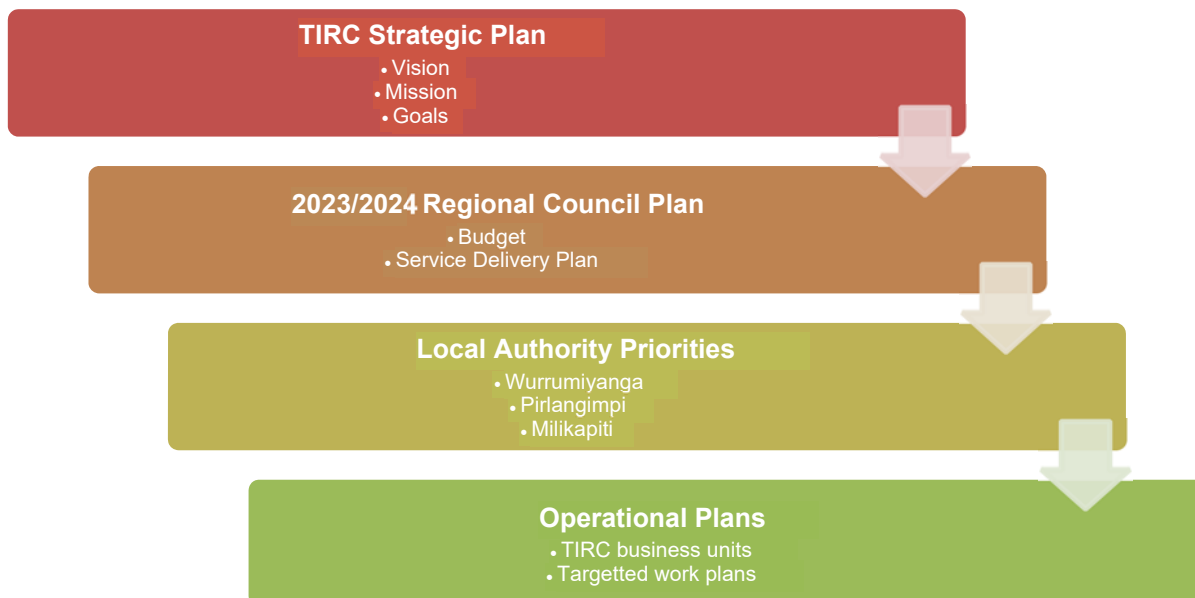 TIRC Strategic Plan
• Vision
• Mission
• Goals
2023/2024 Regional Council Plan
• Budget
• Service Delivery Plan
Local Authority Priorities
• Wurrumiyanga
• Pirlangimpi
• Milikapiti
Operational Plans
• TIRC business units
• Targetted work plans